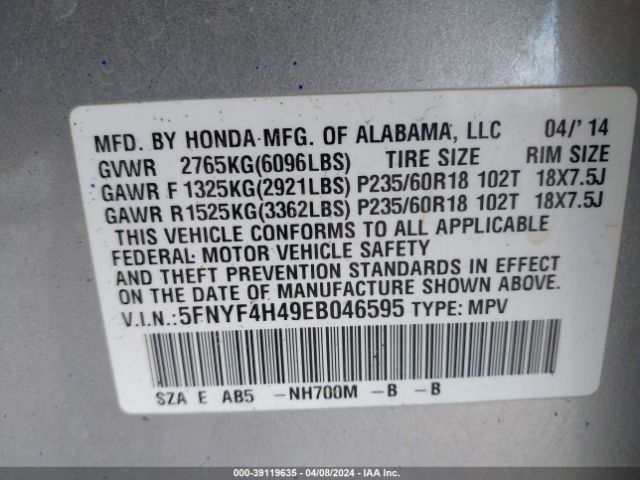 MFD. BY HONDA MFG. OF ALABAMA, LLC 04/' 14
GVWR 2765KG(6096LBS) TIRE SIZE RIM SIZE
GAWR F 1325KG(2921LBS) P235/60R18 102T 18X7.5J
GAWR R1525KG(3362LBS) P235/60R18 102T 18X7.5J
THIS VEHICLE CONFORMS TO ALL APPLICABLE
FEDERAL MOTOR VEHICLE SAFETY
AND THEFT PREVENTION STANDARDS IN EFFECT
ON THE DATE OF MANUFACTURE SHOWN ABOVE.
V.I.N.:5FNYF4H49EB046595 TYPE: MPV
SZA E AB5 -NH700M -B -B
000-39119635 - 04/08/2024 - IAA Inc.